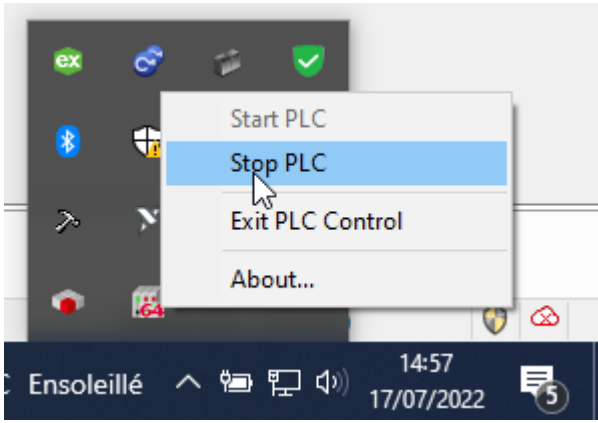 ex
Start PLC
Stop PLC
Exit PLC Control
About...
64
Ensoleillé
14:57
17/07/2022
5